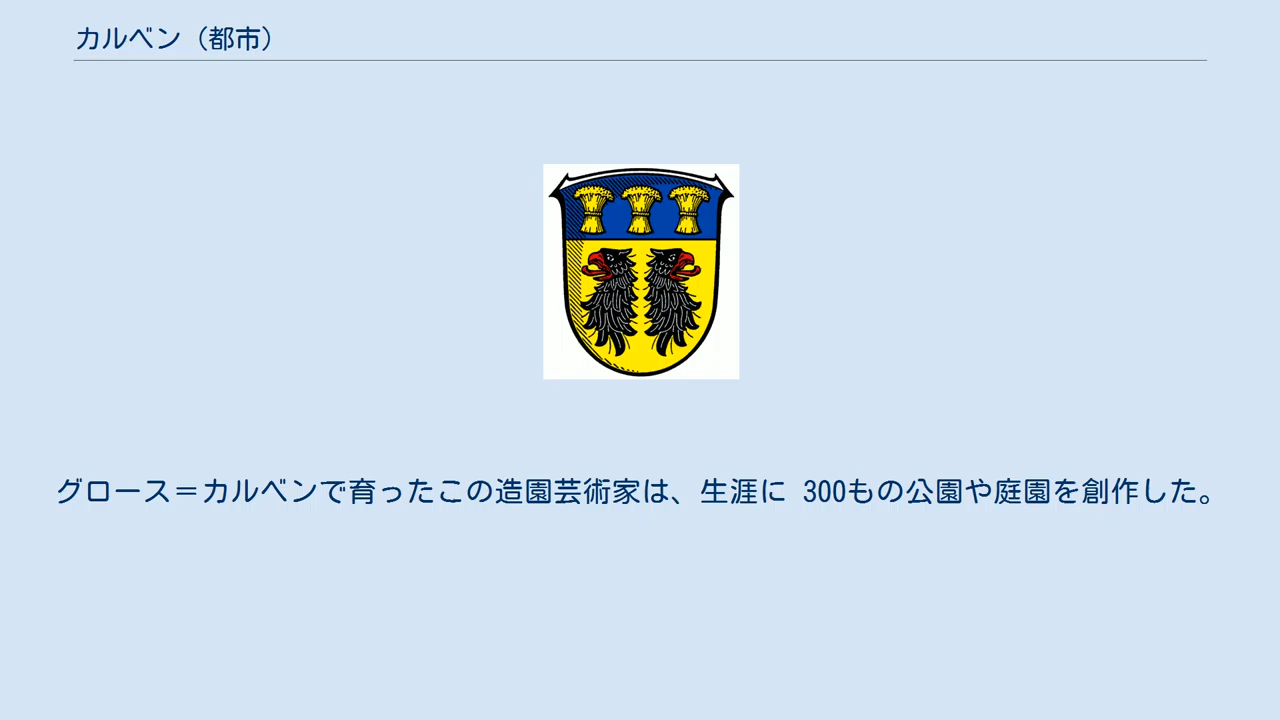 カルベン（都市）
グロース＝カルベンで育ったこの造園芸術家は、生涯に 300もの公園や庭園を創作した。